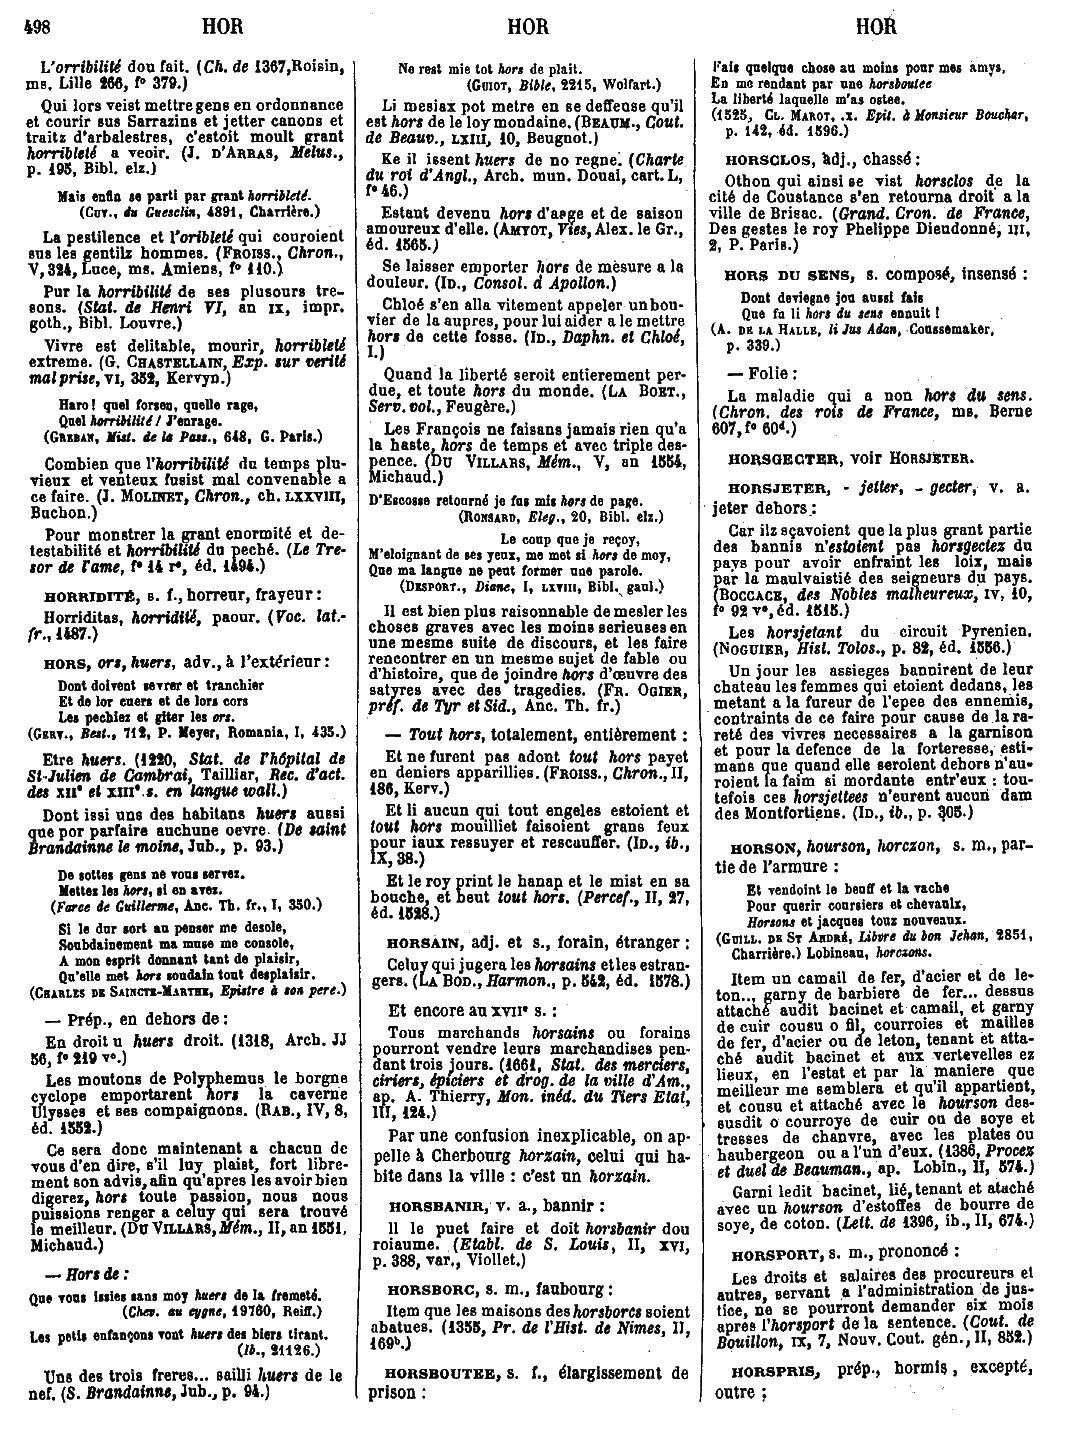 498 HOR HOR HOR
L'orribilité dou fait. (Ch. de 1367, Roisin,
ms. Lille 266, f° 379.)
Qui lors veist mettre gens en ordonnance
et courir sus Sarrazins et jetter canons et
traitz d'arbalestres, c'estoit moult grant
horribleté a veoir. (J. D'ARRAS, Melus.,
p. 195, Bibl. elz.)
Mais enfin se parti par grant horribleté.
(CUV., du Guesclin, 4891, Charrière.)
La pestilence et l'oribleté qui couroient
sus les gentilz hommes. (FROISS., Chron.,
V, 324, Luce, ms. Amiens, f° 110.)
Pur la horribilité de ses plusours tre-
sons. (Stat. de Henri VI, an IX, impr.
goth., Bibl. Louvre.)
Vivre est delitable, mourir, horribleté
extreme. (G. CHASTELLAIN, Exp. sur verité
mal prise, VI, 352, Kervyn.)
Haro! quel forsen, quelle rage,
Quel horribilité! J'enrage.
(GREBAN, Mist. de la Pass., 648, G. Paris.)
Combien que l'horribilité du temps plu-
vieux et venteux fusist mal convenable a
ce faire. (J. MOLINET, Chron., ch. LXXVIII,
Buchon.)
Pour monstrer la grant enormité et de-
testabilité et horribilité du peché. (Le Tre-
sor de l'ame, f° 14 r°, éd. 1494.)
HORRIDITÉ, s. f., horreur, frayeur :
Horriditas, horridité, paour. (Voc. lat.-
fr., 1487.)
HORS, ors, huers, adv., à l'extérieur :
Dont doivent sevrer et tranchier
Et de lor cuers et de lors cors
Les pechiez et giter les ors.
(GERV., Best., 712, P. Meyer, Romania, I, 435.)
Etre huers. (1220, Stat. de l'hôpital de
St-Julien de Cambrai, Tailliar, Rec. d'act.
des XII° et XIII° s. en langue wall.)
Dont issi uns des habitans huers aussi
que por parfaire auchune oevre. (De saint
Brandainne le moine, Jub., p. 93.)
De sottes gens ne vous servez.
Mettez les hors, si en avez.
(Farce de Guillerme, Anc. Th. fr., I, 350.)
Si le dur sort au penser me desole,
Soubdainement ma muse me console,
A mon esprit donnant tant de plaisir,
Qu'elle met hors soudain tout desplaisir.
(CHARLES DE SAINCTE-MARTHE, Epistre à son pere.)
— Prép., en dehors de :
En droit u huers droit. (1318, Arch. JJ
56, f° 219 v°.)
Les moutons de Polyphemus le borgne
cyclope emportarent hors la caverne
Ulysses et ses compaignons. (RAB., IV, 8,
éd. 1552.)
Ce sera donc maintenant a chacun de
vous d'en dire, s'il luy plaist, fort libre-
ment son advis, afin qu'apres les avoir bien
digerez, hors toute passion, nous nous
puissions renger a celuy qui sera trouvé
le meilleur. (DU VILLARS, Mém., II, an 1551,
Michaud.)
— Hors de :
Que vous issies sans moy huers de la fremeté.
(Chev. au cygne, 19760, Reiff.)
Les petis enfançons vont huers des biers tirant.
(Ib., 21126.)
Uns des trois freres... sailli huers de le
nef. (S. Brandainne, Jub., p. 94.)
Ne rest mie tot hors de plait.
(GUIOT, Bible, 2215, Wolfart.)
Li mesiax pot metre en se deffense qu'il
est hors de le loy mondaine. (BEAUM., Cout.
de Beauv., LXIII, 10, Beugnot.)
Ke il issent huers de no regne. (Charte
du roi d'Angl., Arch. mun. Douai, cart. L,
f° 46.)
Estant devenu hors d'aage et de saison
amoureux d'elle. (AMYOT, Vies, Alex. le Gr.,
éd. 1565.)
Se laisser emporter hors de mesure a la
douleur. (ID., Consol. à Apollon.)
Chloé s'en alla vitement appeler un bou-
vier de la aupres, pour lui aider a le mettre
hors de cette fosse. (ID., Daphn. et Chloé,
I.)
Quand la liberté seroit entierement per-
due, et toute hors du monde. (LA BOET.,
Serv. vol., Feugère.)
Les François ne faisans jamais rien qu'a
la haste, hors de temps et avec triple des-
pence. (DU VILLARS, Mém., V, an 1554,
Michaud.)
D'Escosse retourné je fus mis hors de page.
(RONSARD, Eleg., 20, Bibl. elz.)
Le coup que je reçoy,
M'eloignant de ses yeux, me met si hors de moy,
Que ma langue ne peut former une parole.
(DESPORT., Diane, I, LXVIII, Bibl. gaul.)
Il est bien plus raisonnable de mesler les
choses graves avec les moins serieuses en
une mesme suite de discours, et les faire
rencontrer en un mesme sujet de fable ou
d'histoire, que de joindre hors d'œuvre des
satyres avec des tragedies. (FR. OGIER,
préf. de Tyr et Sid., Anc. Th. fr.)
— Tout hors, totalement, entièrement :
Et ne furent pas adont tout hors payet
en deniers apparillies. (FROISS., Chron., II,
186, Kerv.)
Et li aucun qui tout engeles estoient et
tout hors mouilliet faisoient grans feux
pour iaux ressuyer et rescauffer. (ID., ib.,
IX, 38.)
Et le roy print le hanap et le mist en sa
bouche, et beut tout hors. (Percef., II, 27,
éd. 1528.)
HORSAIN, adj. et s., forain, étranger :
Celuy qui jugera les horsains et les estran-
gers. (LA BOD., Harmon., p. 542, éd. 1578.)
Et encore au XVII° s. :
Tous marchands horsains ou forains
pourront vendre leurs marchandises pen-
dant trois jours. (1661, Stat. des merciers,
ciriers, épiciers et drog. de la ville d'Am.,
ap. A. Thierry, Mon. inéd. du Tiers Etat,
III, 124.)
Par une confusion inexplicable, on ap-
pelle à Cherbourg horzain, celui qui ha-
bite dans la ville : c'est un horzain.
HORSBANIR, v. a., bannir :
Il le puet faire et doit horsbanir dou
roiaume. (Etabl. de S. Louis, II, XVI,
p. 388, var., Viollet.)
HORSBORC, s. m., faubourg :
Item que les maisons des horsborcs soient
abatues. (1355, Pr. de l'Hist. de Nimes, II,
169b.)
HORSBOUTEE, s. f., élargissement de
prison :
Fais quelque chose au moins pour mes amys,
En me rendant par une horsboutee
La liberté laquelle m'as ostee.
(1525, CL. MAROT, .x. Epit. à Monsieur Bouchar,
p. 142, éd. 1596.)
HORSCLOS, adj., chassé :
Othon qui ainsi se vist horsclos de la
cité de Coustance s'en retourna droit a la
ville de Brisac. (Grand. Cron. de France,
Des gestes le roy Phelippe Dieudonné, III,
2, P. Paris.)
HORS DU SENS, s. composé, insensé :
Dont deviegne jou aussi fais
Que fu li hors du sens ennuit !
(A. DE LA HALLE, li Jus Adan, Coussemaker,
p. 339.)
— Folie :
La maladie qui a non hors du sens.
(Chron. des rois de France, ms. Berne
607, f° 60d.)
HORSGECTER, voir HORSJETER.
HORSJETER, - jetter, - gecter, v. a.
jeter dehors :
Car ilz sçavoient que la plus grant partie
des bannis n'estoient pas horsgectez du
pays pour avoir enfraint les loix, mais
par la maulvaistié des seigneurs du pays.
(BOCCACE, des Nobles malheureux, IV, 10,
f° 92 v°, éd. 1515.)
Les horsjetant du circuit Pyrenien.
(NOGUIER, Hist. Tolos., p. 82, éd. 1556.)
Un jour les assieges bannirent de leur
chateau les femmes qui etoient dedans, les
metant a la fureur de l'epee des ennemis,
contraints de ce faire pour cause de la ra-
reté des vivres necessaires a la garnison
et pour la defence de la forteresse, esti-
mans que quand elle seroient dehors n'au-
roient la faim si mordante entr'eux : tou-
tefois ces horsjettees n'eurent aucun dam
des Montfortiens. (ID., ib., p. 305.)
HORSON, hourson, horczon, s. m., par-
tie de l'armure :
Et vendoint le beuff et la vache
Pour querir coursiers et chevaulx,
Horsons et jacques touz nouveaux.
(GUILL. DE ST ANDRÉ, Libvre du bon Jehan, 2851,
Charrière.) Lobineau, horczons.
Item un camail de fer, d'acier et de le-
ton... garny de barbiere de fer... dessus
attaché audit bacinet et camail, et garny
de cuir cousu o fil, courroies et mailles
de fer, d'acier ou de leton, tenant et atta-
ché audit bacinet et aux vertevelles ez
lieux, en l'estat et par la maniere que
meilleur me semblera et qu'il appartient,
et cousu et attaché avec le hourson des-
susdit o courroye de cuir ou de soye et
tresses de chanvre, avec les plates ou
haubergeon ou a l'un d'eux. (1386, Procez
et duel de Beauman., ap. Lobin., II, 574.)
Garni ledit bacinet, lié, tenant et ataché
avec un hourson d'estoffes de bourre de
soye, de coton. (Lett. de 1396, ib., II, 674.)
HORSPORT, s. m., prononcé :
Les droits et salaires des procureurs et
autres, servant a l'administration de jus-
tice, ne se pourront demander six mois
apres l'horsport de la sentence. (Cout. de
Bouillon, IX, 7, Nouv. Cout. gén., II, 852.)
HORSPRIS, prép., hormis, excepté,
outre :